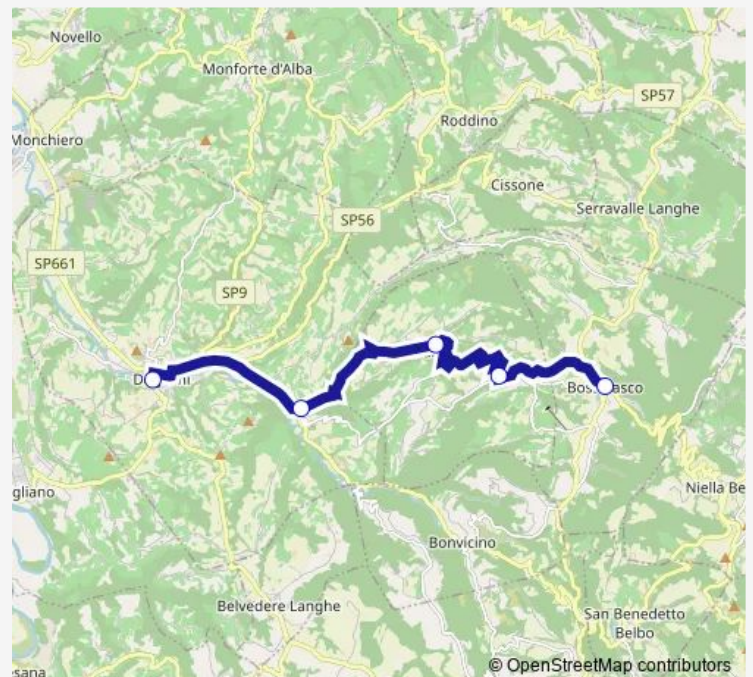 Novello
Monforte d'Alba
SP57
Roddino
Monchiero
Cissone
Serravalle Langhe
SP56
SP661
SP9
gliano
Niella Be
Bonvicino
Belvedere Langhe
San Benedetto
Belbo
sana
© OpenStreetMap contributors